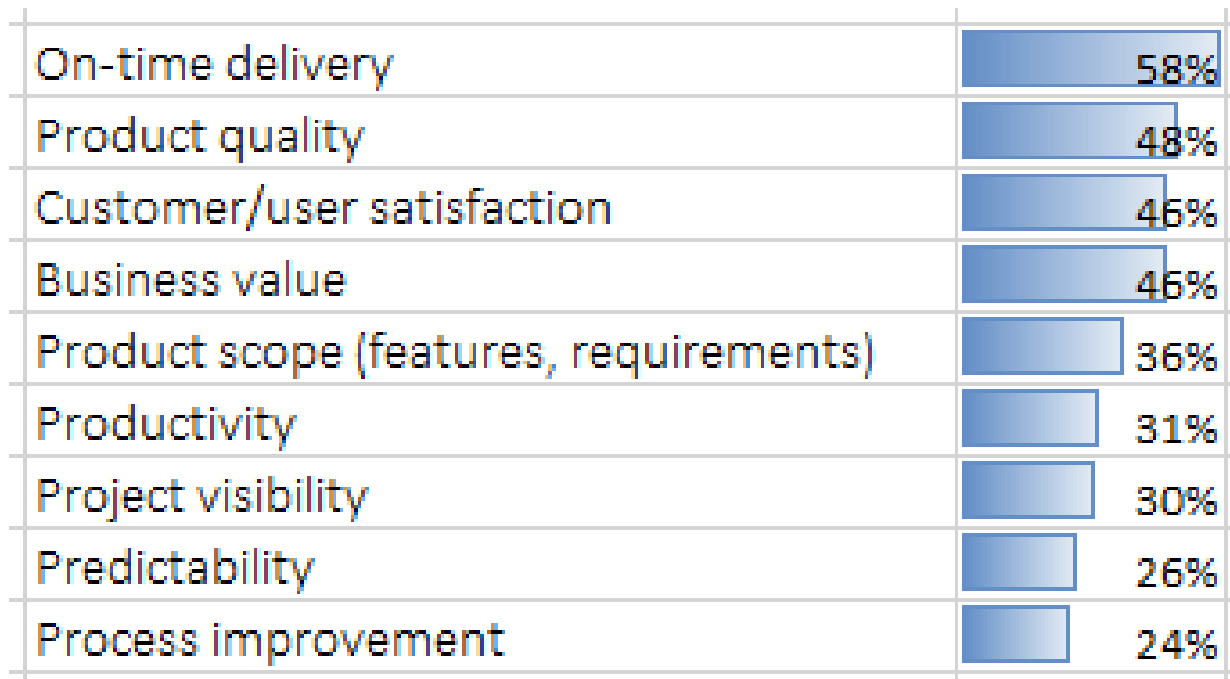 On-time delivery 58%
Product quality 48%
Customer/user satisfaction 46%
Business value 46%
Product scope (features, requirements) 36%
Productivity 31%
Project visibility 30%
Predictability 26%
Process improvement 24%